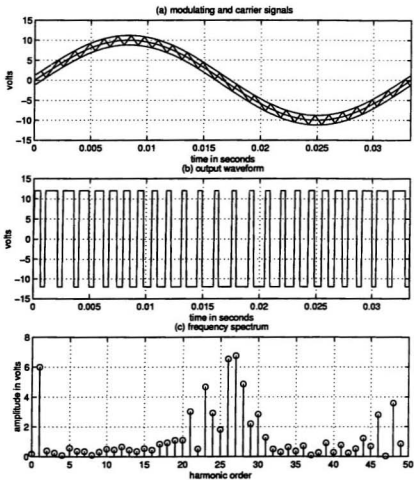 (a) modulating and carrier signals
15
10
5
0
−5
−10
−15
volts
0 0.005 0.01 0.015 0.02 0.025 0.03
time in seconds
(b) output waveform
15
10
5
0
−5
−10
−15
volts
0 0.005 0.01 0.015 0.02 0.025 0.03
time in seconds
(c) frequency spectrum
8
6
4
2
0
amplitude in volts
0 5 10 15 20 25 30 35 40 45 50
harmonic order